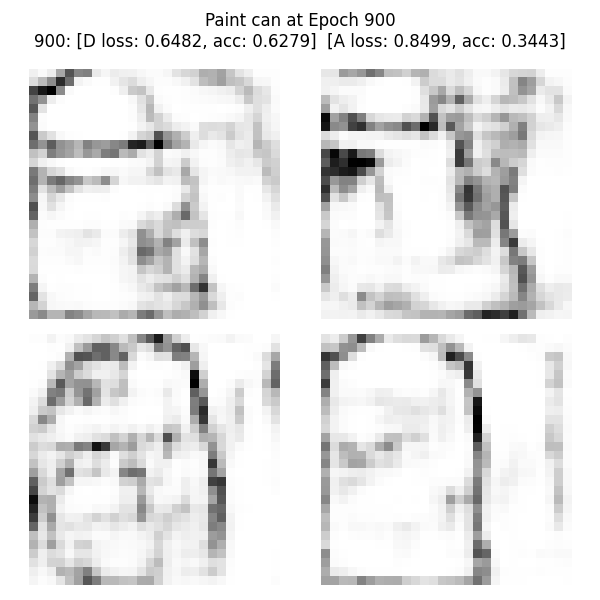 Paint can at Epoch 900
900: [D loss: 0.6482, acc: 0.6279]  [A loss: 0.8499, acc: 0.3443]